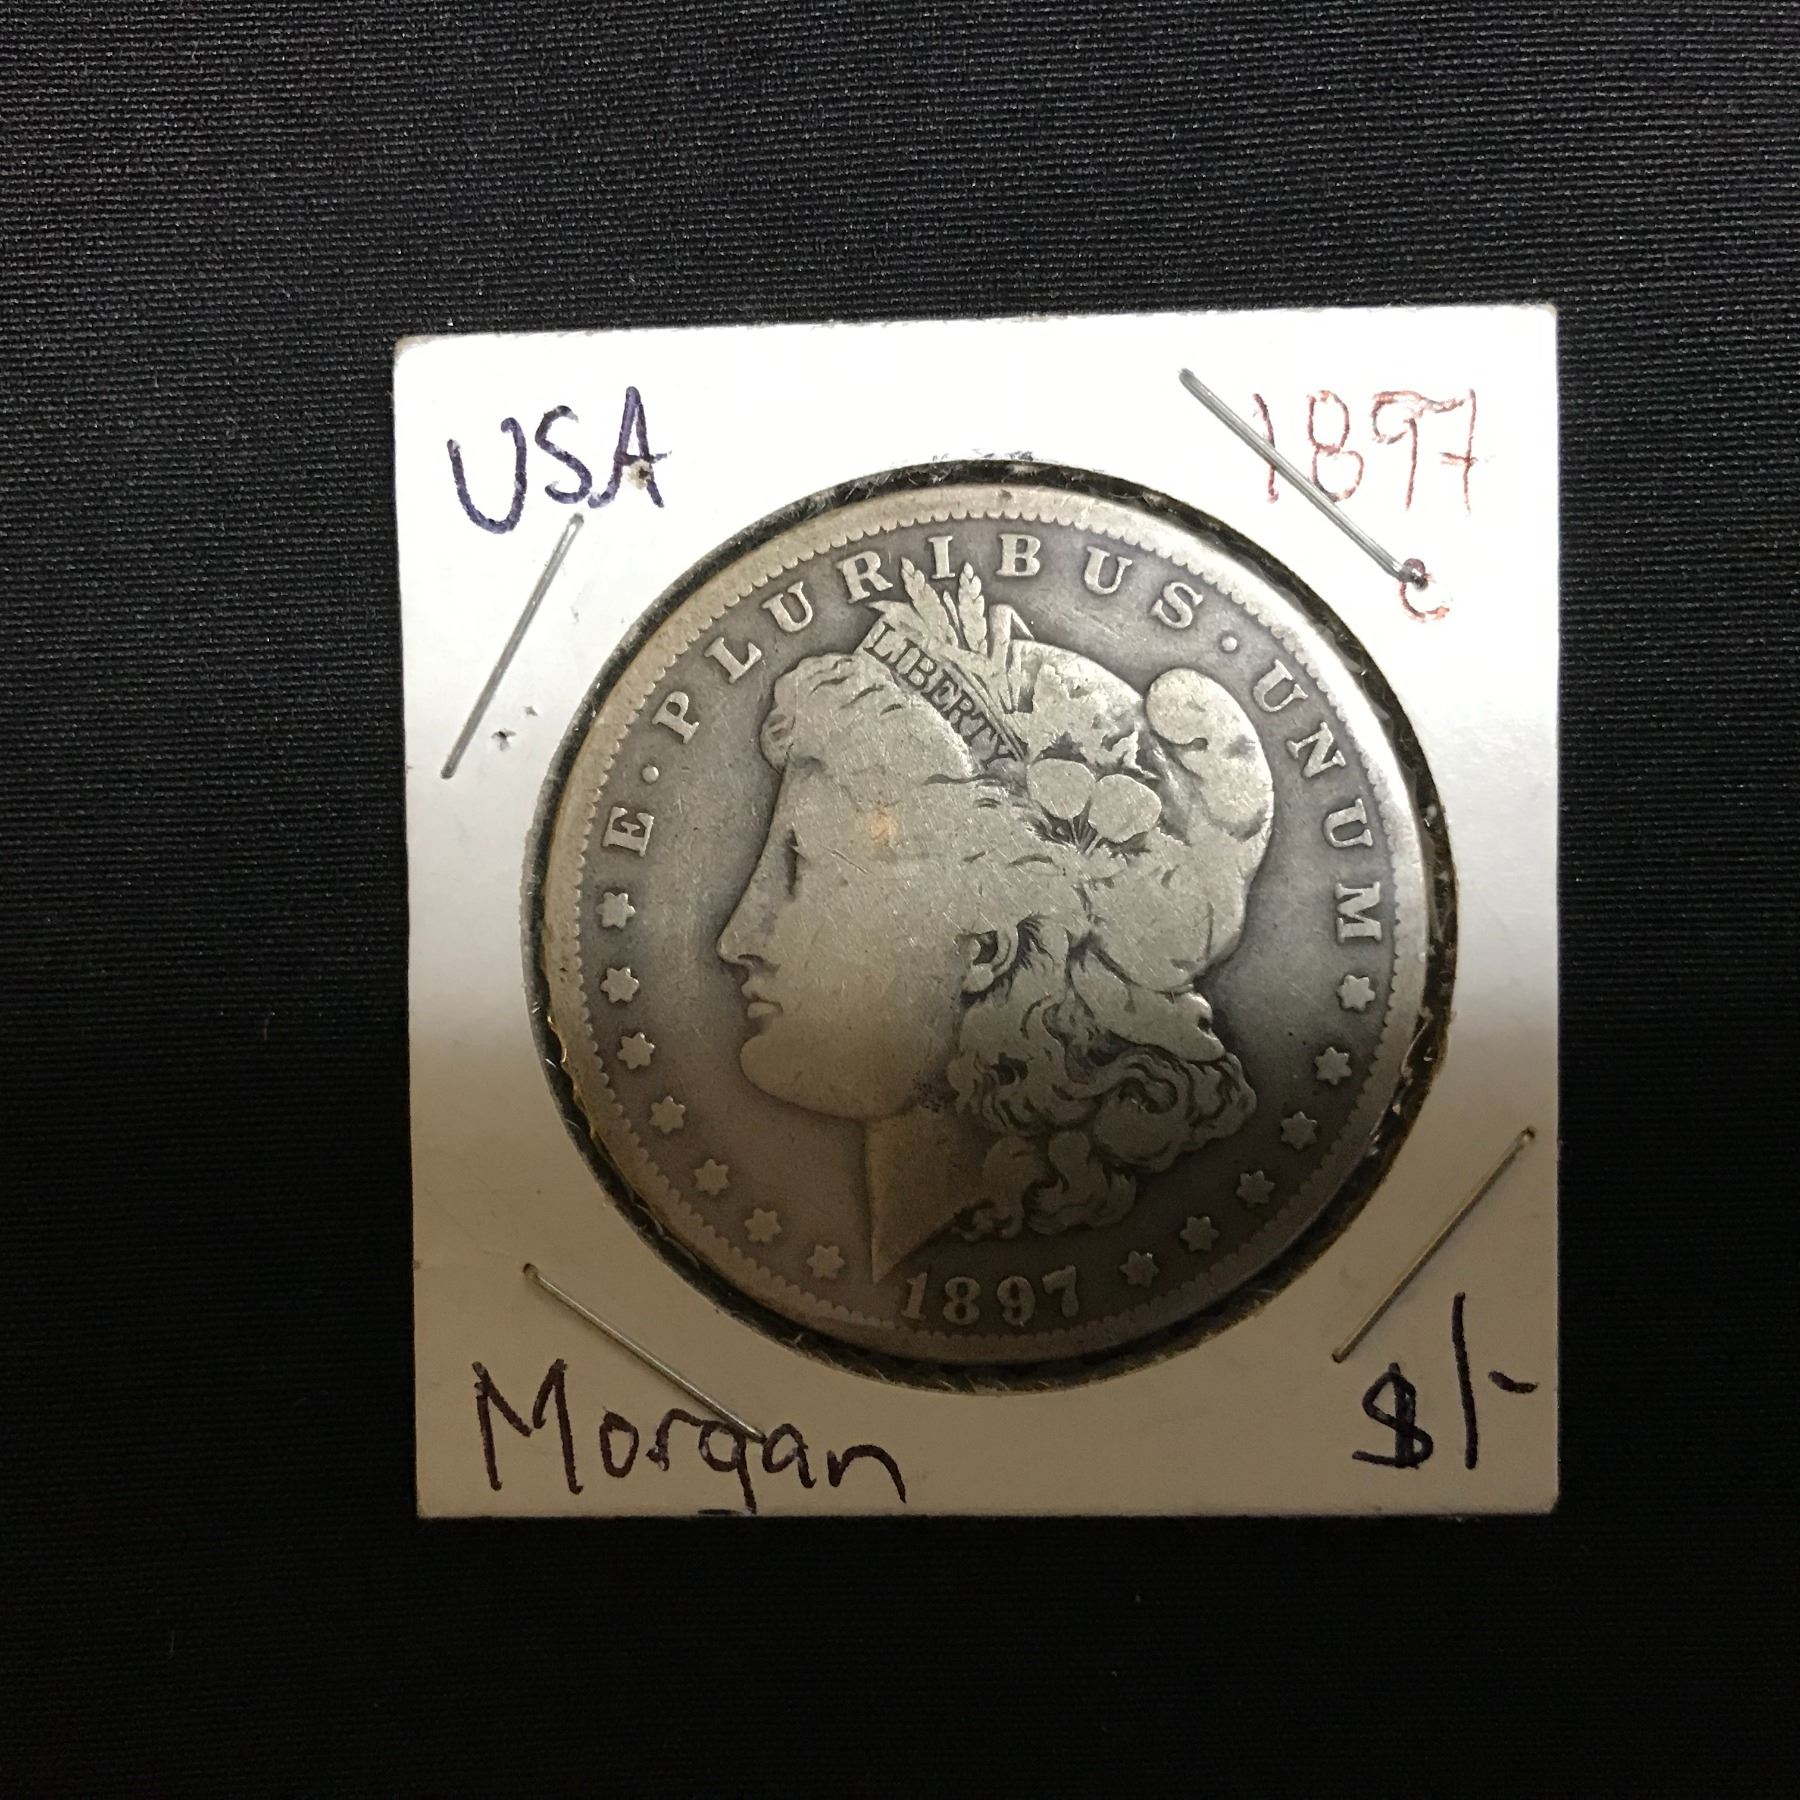 USA
1897
c
E · PLURIBUS · UNUM
LIBERTY
1897
Morgan
$1-